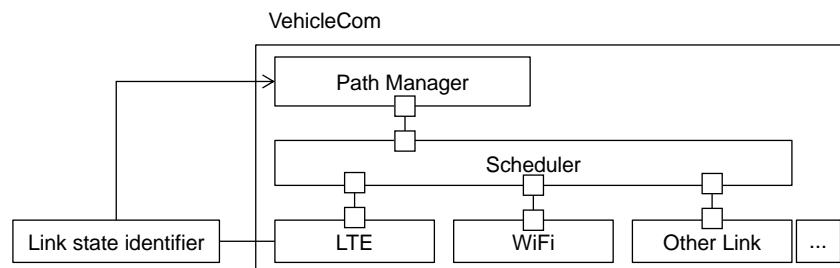 VehicleCom
Path Manager
Scheduler
Link state identifier
LTE
WiFi
Other Link
...